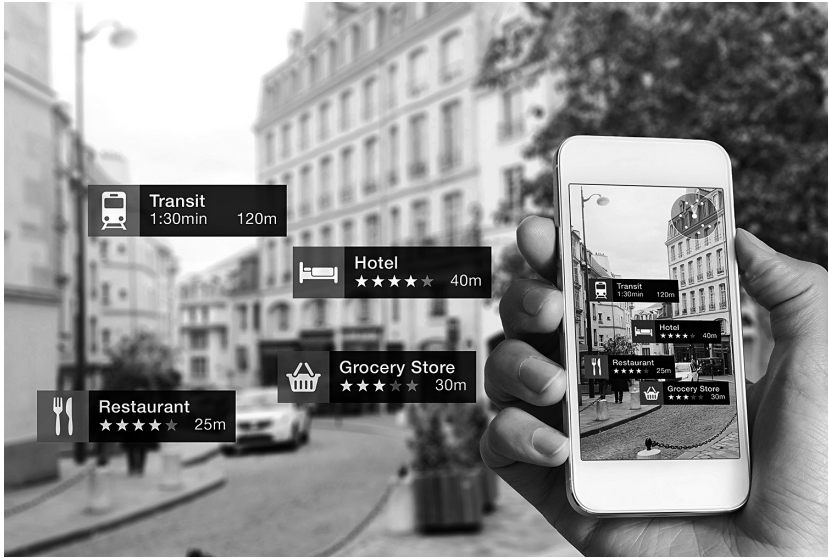 Transit
1:30min 120m
Hotel
40m
Grocery Store
30m
Restaurant
25m
Transit
1:30min 120m
Hotel
40m
Restaurant
25m
Grocery Store
30m